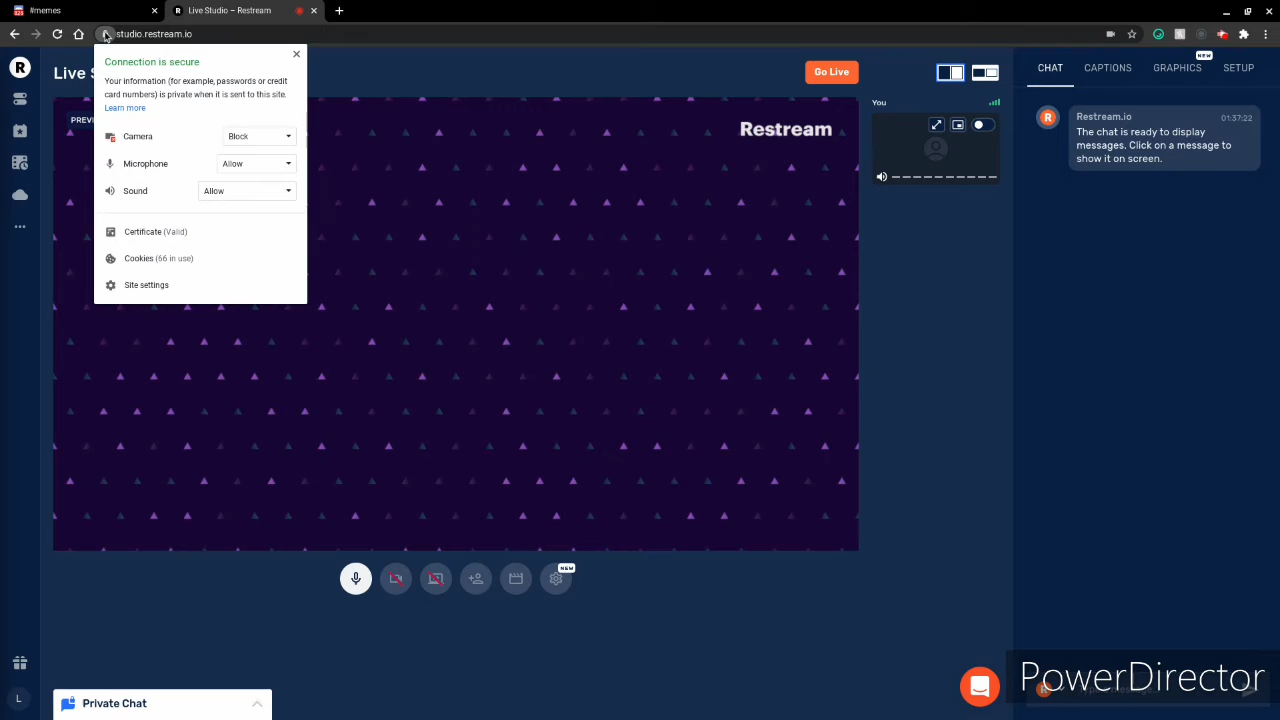 #memes
Live Studio – Restream
studio.restream.io
Connection is secure
Your information (for example, passwords or credit
card numbers) is private when it is sent to this site.
Learn more
Camera
Block
Microphone
Allow
Sound
Allow
Certificate (Valid)
Cookies (66 in use)
Site settings
Live S
PREVI
Go Live
Restream
You
NEW
CHAT
CAPTIONS
GRAPHICS
SETUP
Restream.io
01:37:22
The chat is ready to display
messages. Click on a message to
show it on screen.
NEW
L
Private Chat
PowerDirector